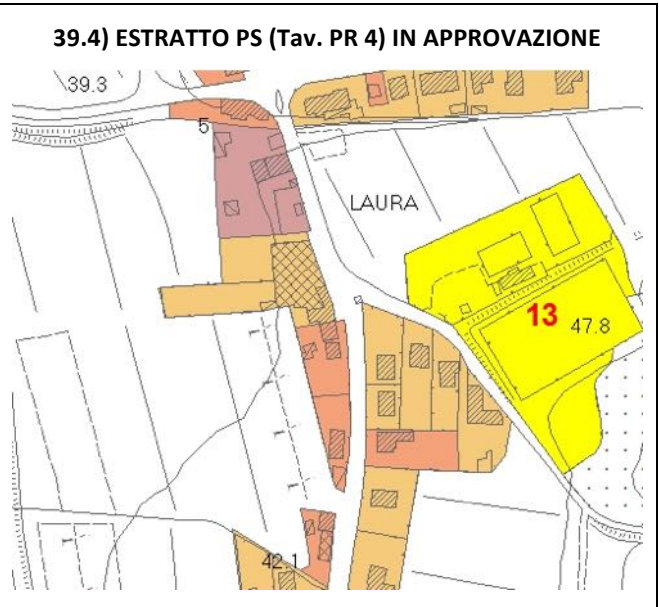 39.4) ESTRATTO PS (Tav. PR 4) IN APPROVAZIONE
39.3
5
LAURA
13
47.8
42.1